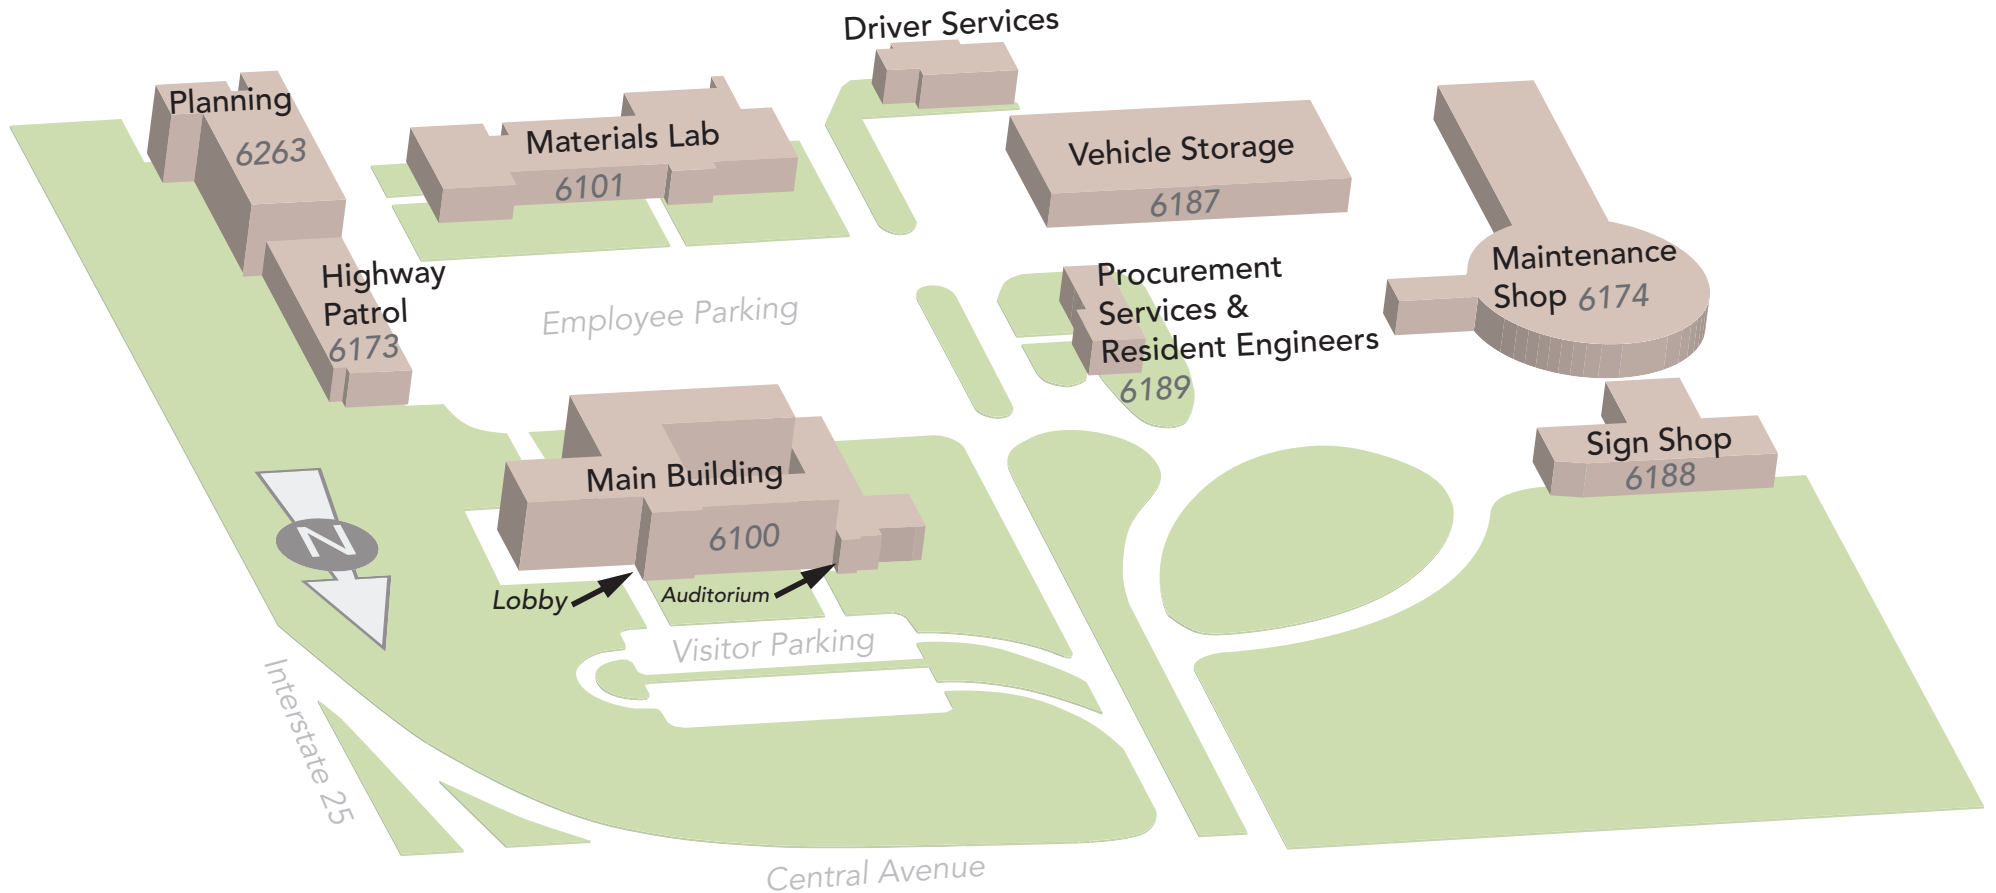 Driver Services
Planning
6263
Materials Lab
6101
Vehicle Storage
6187
Highway
Patrol
6173
Employee Parking
Procurement
Services &
Resident Engineers
6189
Maintenance
Shop 6174
Sign Shop
6188
Main Building
6100
N
Lobby
Auditorium
Visitor Parking
Interstate 25
Central Avenue